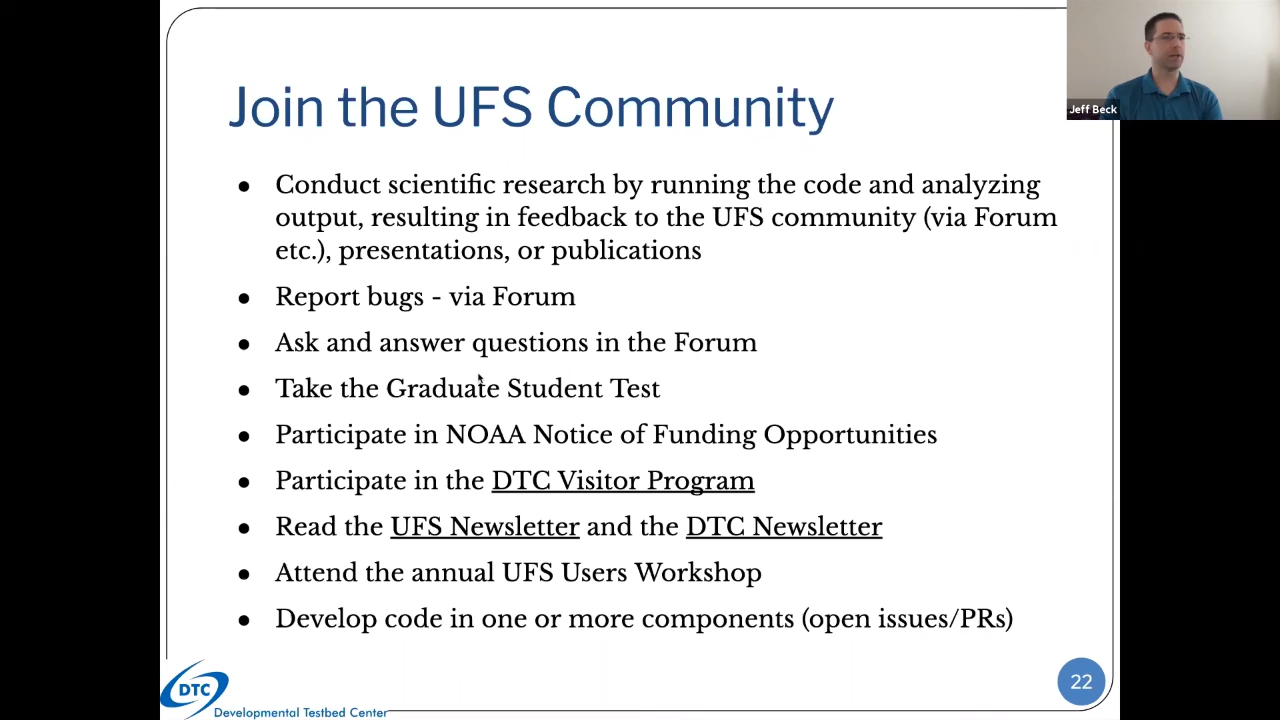 Join the UFS Community
Jeff Beck
● Conduct scientific research by running the code and analyzing
output, resulting in feedback to the UFS community (via Forum
etc.), presentations, or publications
● Report bugs - via Forum
● Ask and answer questions in the Forum
● Take the Graduate Student Test
● Participate in NOAA Notice of Funding Opportunities
● Participate in the DTC Visitor Program
● Read the UFS Newsletter and the DTC Newsletter
● Attend the annual UFS Users Workshop
● Develop code in one or more components (open issues/PRs)
DTC
Developmental Testbed Center
22